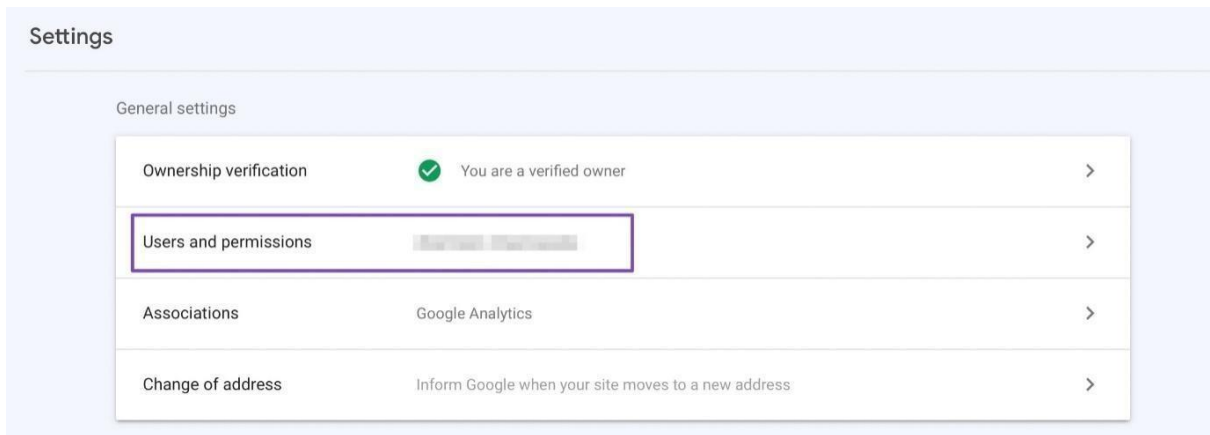 Settings
General settings
Ownership verification You are a verified owner
Users and permissions
Associations Google Analytics
Change of address Inform Google when your site moves to a new address